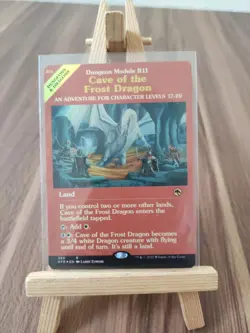 DUNGEONS
& DRAGONS
Dungeon Module R11
Cave of the
Frost Dragon
AN ADVENTURE FOR CHARACTER LEVELS 17-20
Land
If you control two or more other lands,
Cave of the Frost Dragon enters the
battlefield tapped.
: Add
: Cave of the Frost Dragon becomes
a 3/4 white Dragon creature with flying
until end of turn. It's still a land.